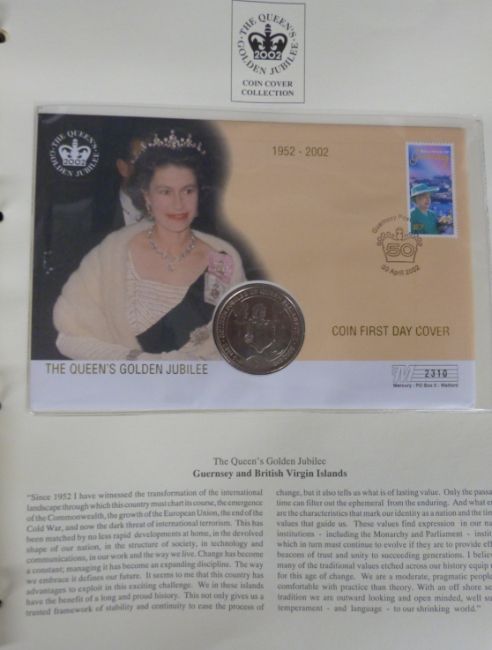 THE QUEEN'S
GOLDEN JUBILEE
2002
COIN COVER
COLLECTION
THE QUEEN'S
GOLDEN JUBILEE
2002
1952 - 2002
Guernsey
50
April 2002
COIN FIRST DAY COVER
THE QUEEN'S GOLDEN JUBILEE
2310
Mercury : PO Box
The Queen's Golden Jubilee
Guernsey and British Virgin Islands
"Since 1952 I have witnessed the transformation of the international
landscape through which this country must chart its course, the emergence
of the Commonwealth, the growth of the European Union, the end of the
Cold War, and now the dark threat of international terrorism. This has
been matched by no less rapid developments at home, in the devolved
shape of our nation, in the structure of society, in technology and
communications, in our work and the way we live. Change has become
a constant; managing it has become an expanding discipline. The way
we embrace it defines our future. It seems to me that this country has
advantages to exploit in this exciting challenge. We in these islands
have the benefit of a long and proud history. This not only gives us a
trusted framework of stability and continuity to ease the process of
change, but it also tells us what is of lasting value. Only the passa
time can filter out the ephemeral from the enduring. And what en
are the characteristics that mark our identity as a nation and the tim
values that guide us. These values find expression in our na
institutions - including the Monarchy and Parliament - insti
which in turn must continue to evolve if they are to provide eff
beacons of trust and unity to succeeding generations. I believ
many of the traditional values etched across our history equip u
for this age of change. We are a moderate, pragmatic people
comfortable with practice than theory. With an off shore se
tradition we are outward looking and open minded, well su
temperament - and language - to our shrinking world."